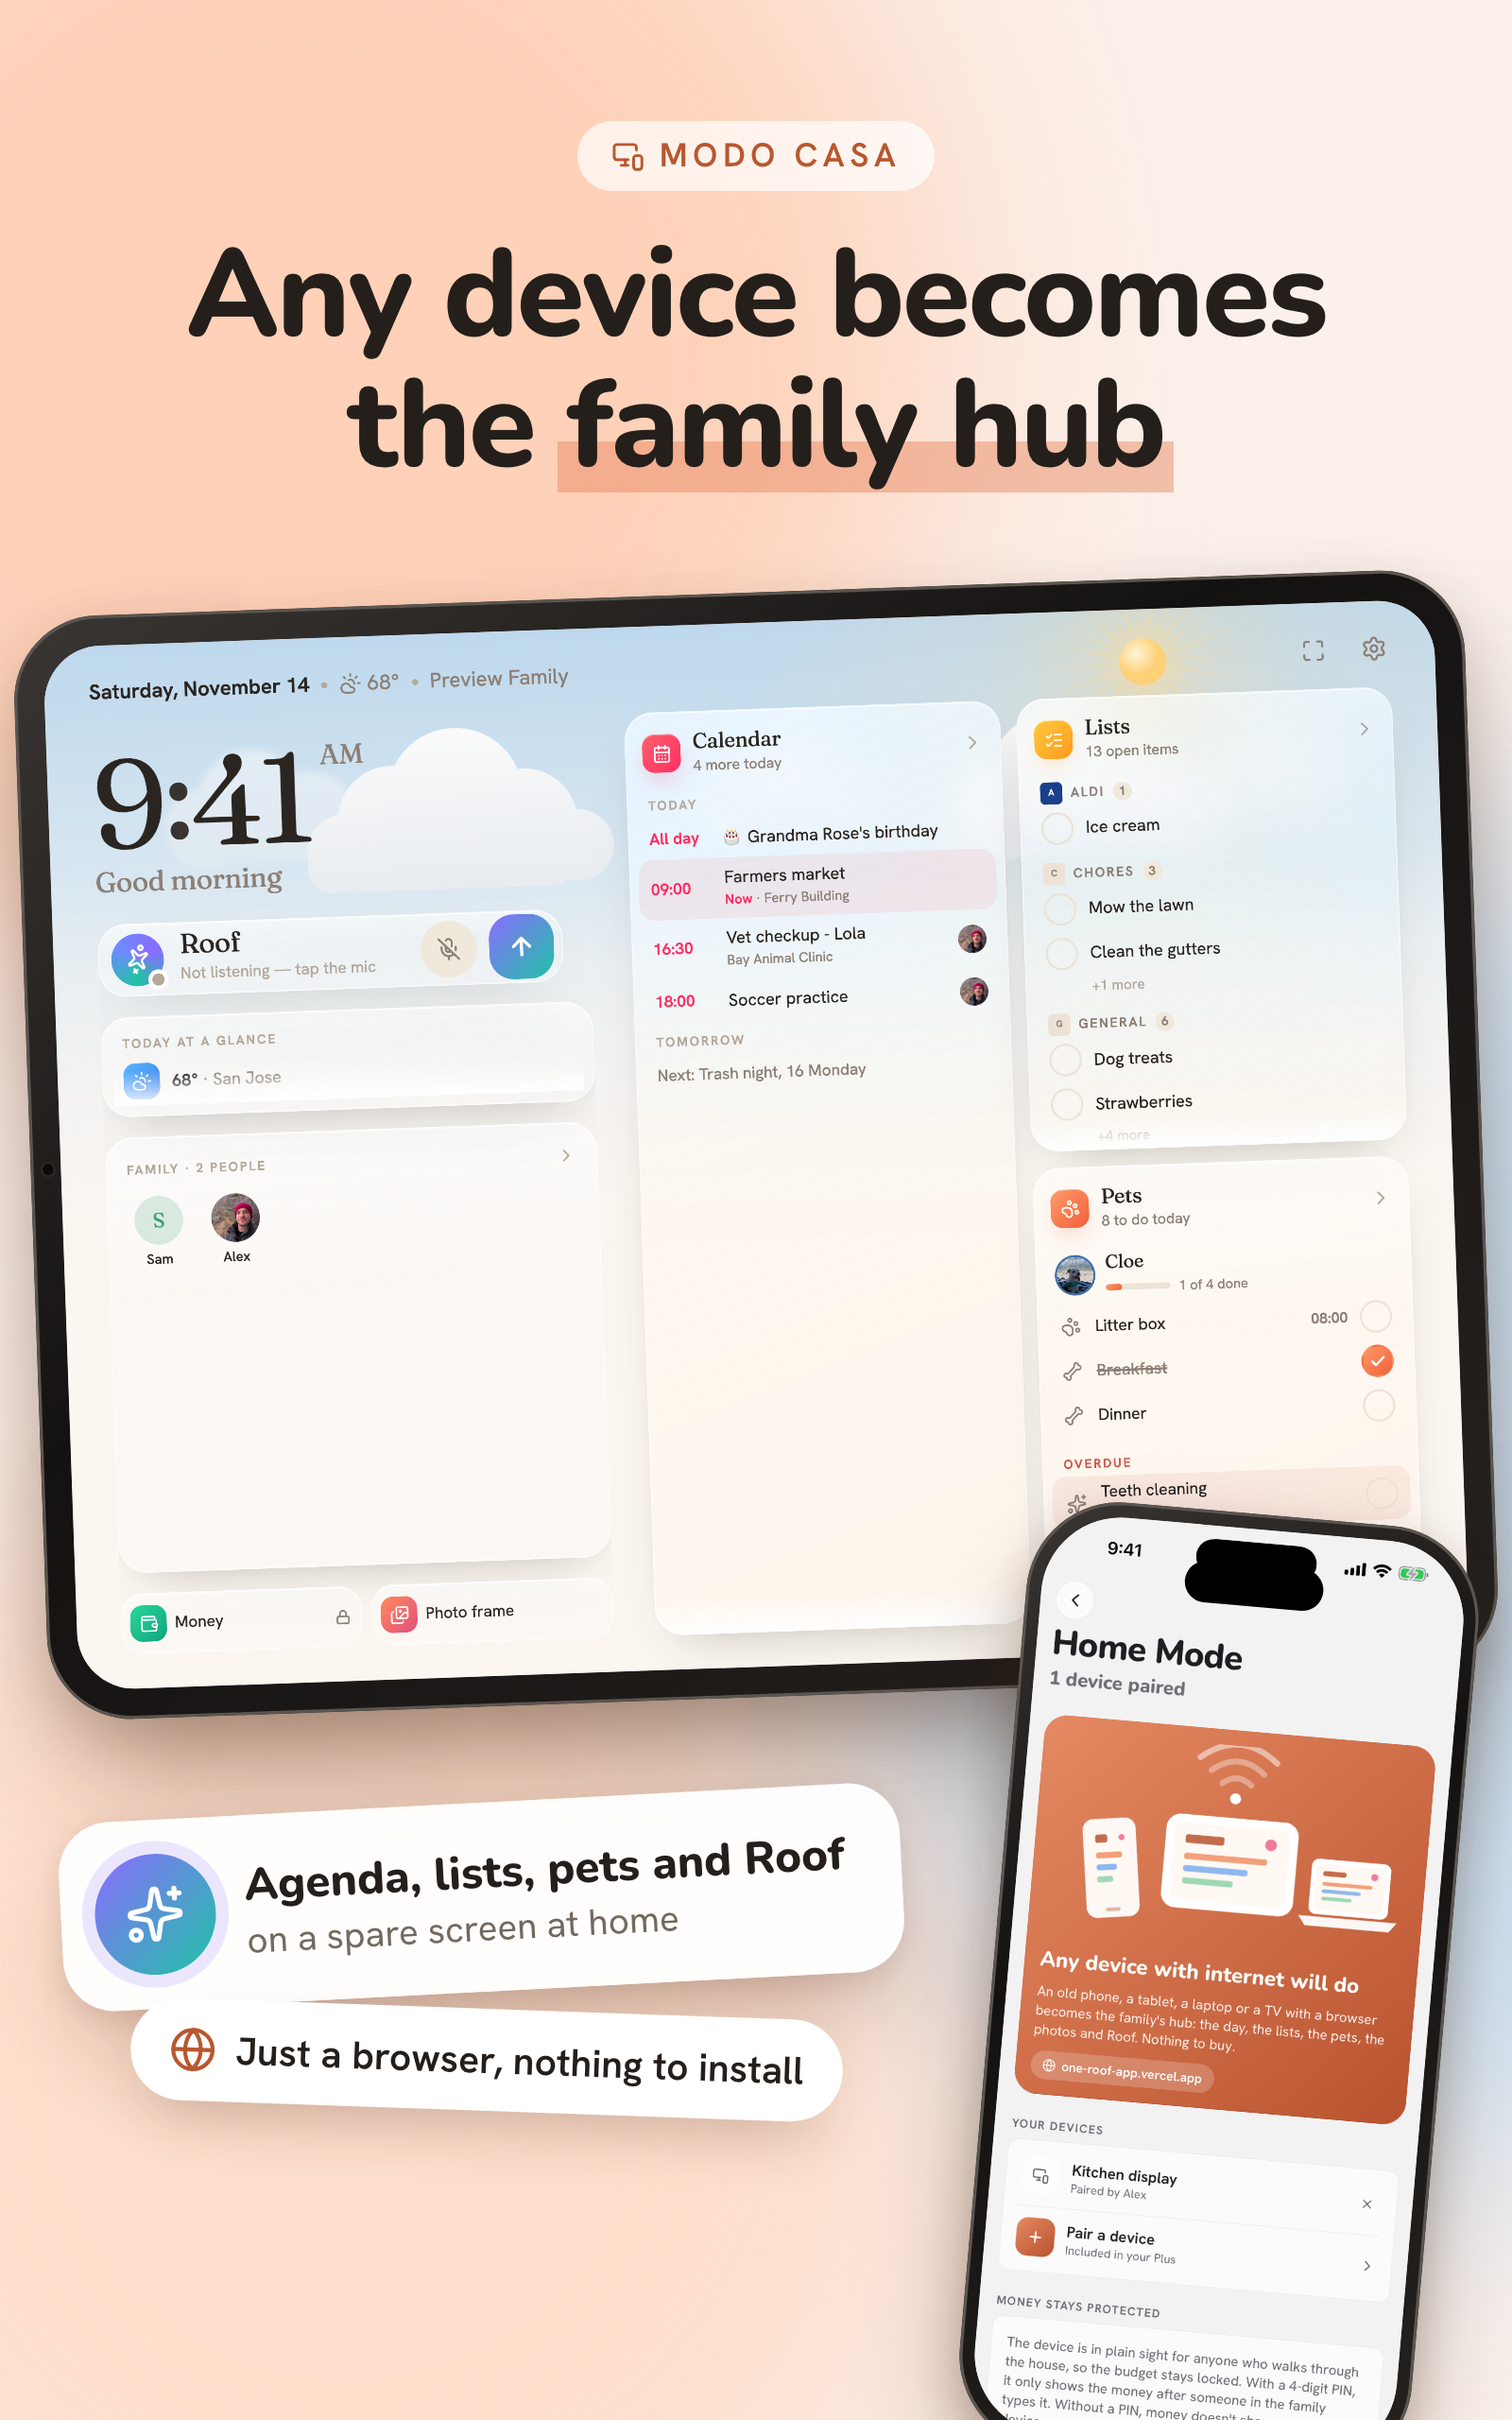 MODO CASA
Any device becomes
the family hub
Saturday, November 14 • 68° • Preview Family
9:41 AM
Good morning
Roof
Not listening — tap the mic
TODAY AT A GLANCE
68° · San Jose
FAMILY · 2 PEOPLE
S
Sam
Alex
Money
Photo frame
Calendar
4 more today
TODAY
All day
Grandma Rose's birthday
09:00
Farmers market
Now · Ferry Building
16:30
Vet checkup - Lola
Bay Animal Clinic
18:00
Soccer practice
TOMORROW
Next: Trash night, 16 Monday
Lists
13 open items
A ALDI 1
Ice cream
C CHORES 3
Mow the lawn
Clean the gutters
+1 more
G GENERAL 6
Dog treats
Strawberries
+4 more
Pets
8 to do today
Cloe
1 of 4 done
Litter box 08:00
Breakfast
Dinner
OVERDUE
Teeth cleaning
9:41
Home Mode
1 device paired
Any device with internet will do
An old phone, a tablet, a laptop or a TV with a browser
becomes the family's hub: the day, the lists, the pets, the
photos and Roof. Nothing to buy.
one-roof-app.vercel.app
YOUR DEVICES
Kitchen display
Paired by Alex
Pair a device
Included in your Plus
MONEY STAYS PROTECTED
The device is in plain sight for anyone who walks through
the house, so the budget stays locked. With a 4-digit PIN,
it only shows the money after someone in the family
types it. Without a PIN, money doesn't
Agenda, lists, pets and Roof
on a spare screen at home
Just a browser, nothing to install